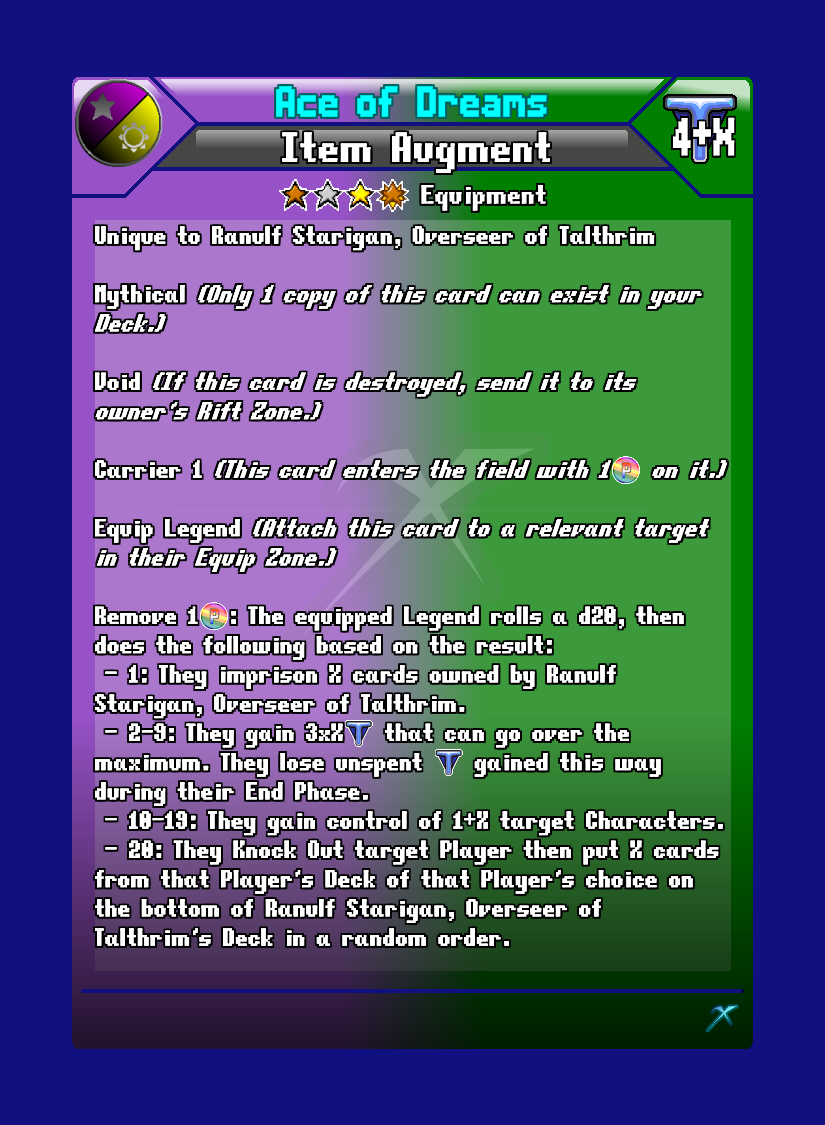 Ace of Dreams
4+X
Item Augment
Equipment
Unique to Ranulf Starigan, Overseer of Talthrim
Mythical (Only 1 copy of this card can exist in your
Deck.)
Void (If this card is destroyed, send it to its
owner's Rift Zone.)
Carrier 1 (This card enters the field with 1 P on it.)
Equip Legend (Attach this card to a relevant target
in their Equip Zone.)
Remove 1 P: The equipped Legend rolls a d20, then
does the following based on the result:
- 1: They imprison X cards owned by Ranulf
Starigan, Overseer of Talthrim.
- 2-9: They gain 3xX T that can go over the
maximum. They lose unspent T gained this way
during their End Phase.
- 10-19: They gain control of 1+X target Characters.
- 20: They Knock Out target Player then put X cards
from that Player's Deck of that Player's choice on
the bottom of Ranulf Starigan, Overseer of
Talthrim's Deck in a random order.